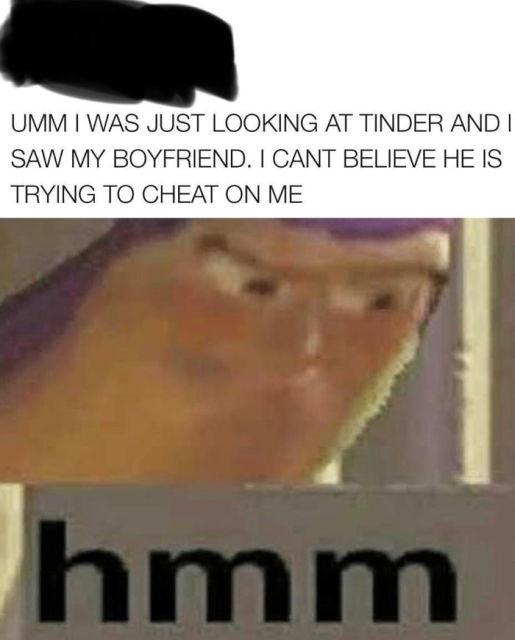 UMM I WAS JUST LOOKING AT TINDER AND I
SAW MY BOYFRIEND. I CANT BELIEVE HE IS
TRYING TO CHEAT ON ME
hmm